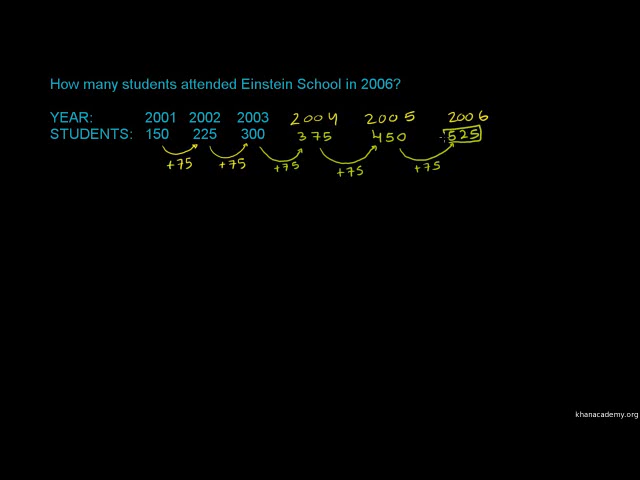 How many students attended Einstein School in 2006?
YEAR: 2001 2002 2003 2004 2005 2006
STUDENTS: 150 225 300 375 450 525
+75 +75 +75 +75 +75
khanacademy.org